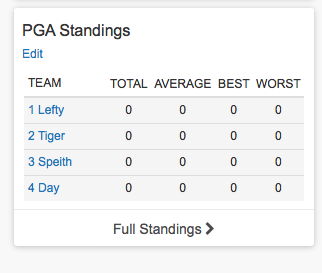 PGA Standings
Edit
TEAM TOTAL AVERAGE BEST WORST
1 Lefty 0 0 0 0
2 Tiger 0 0 0 0
3 Speith 0 0 0 0
4 Day 0 0 0 0
Full Standings